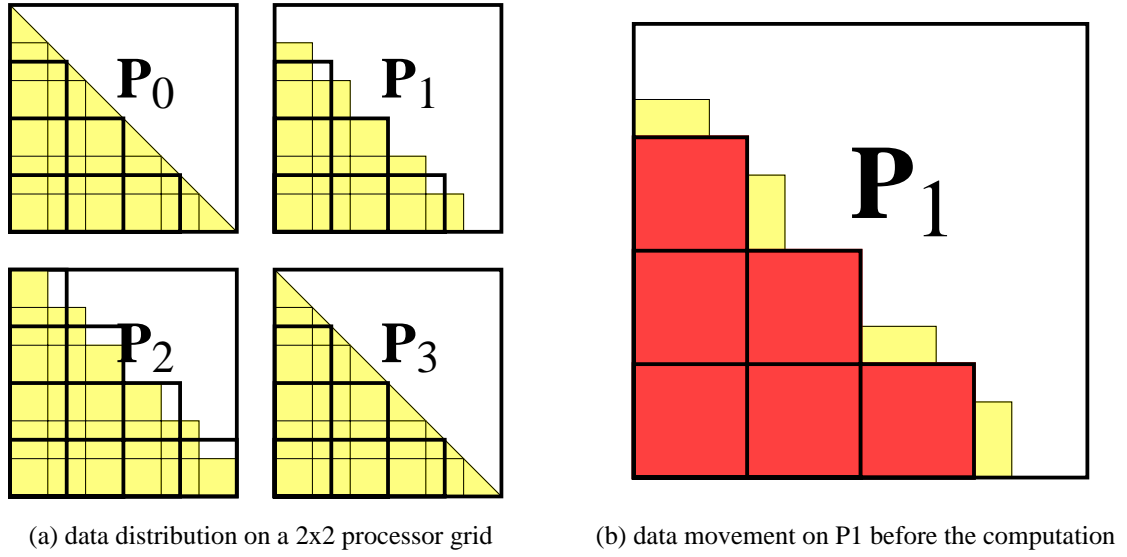 P0
P1
P2
P3
P1
(a) data distribution on a 2x2 processor grid
(b) data movement on P1 before the computation